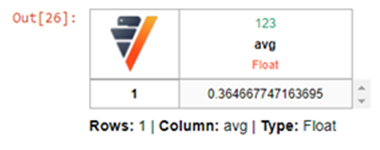 Out[26]:
123
avg
Float
1 0.364667747163695
Rows: 1 | Column: avg | Type: Float